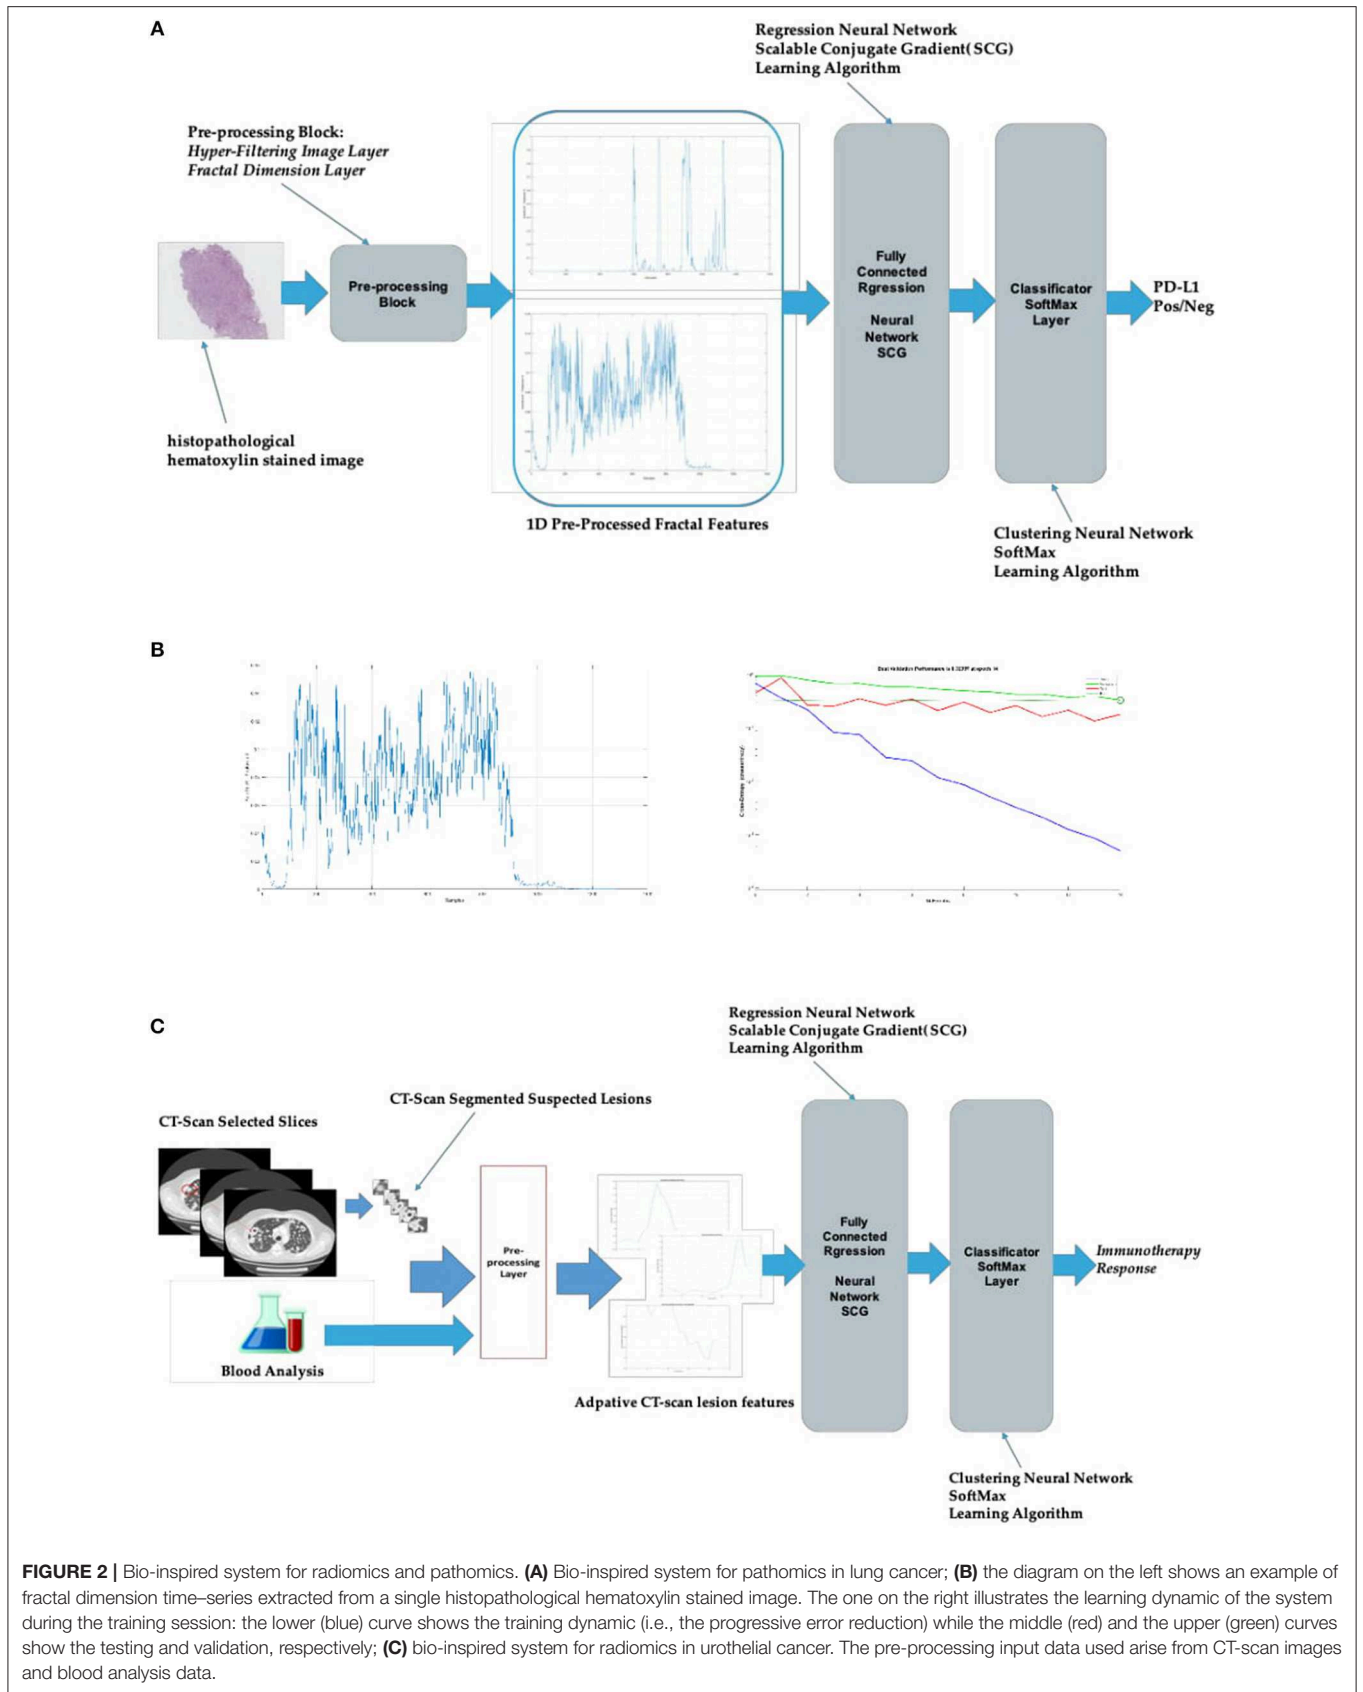 A
Regression Neural Network
Scalable Conjugate Gradient(SCG)
Learning Algorithm
Pre-processing Block:
Hyper-Filtering Image Layer
Fractal Dimension Layer
Pre-processing
Block
Fully
Connected
Rgression
Neural
Network
SCG
Classificator
SoftMax
Layer
PD-L1
Pos/Neg
histopathological
hematoxylin stained image
1D Pre-Processed Fractal Features
Clustering Neural Network
SoftMax
Learning Algorithm
B
Samples
C
Regression Neural Network
Scalable Conjugate Gradient(SCG)
Learning Algorithm
CT-Scan Segmented Suspected Lesions
CT-Scan Selected Slices
Pre-
processing
Layer
Fully
Connected
Rgression
Neural
Network
SCG
Classificator
SoftMax
Layer
Immunotherapy
Response
Blood Analysis
Adpative CT-scan lesion features
Clustering Neural Network
SoftMax
Learning Algorithm
FIGURE 2 | Bio-inspired system for radiomics and pathomics. (A) Bio-inspired system for pathomics in lung cancer; (B) the diagram on the left shows an example of
fractal dimension time–series extracted from a single histopathological hematoxylin stained image. The one on the right illustrates the learning dynamic of the system
during the training session: the lower (blue) curve shows the training dynamic (i.e., the progressive error reduction) while the middle (red) and the upper (green) curves
show the testing and validation, respectively; (C) bio-inspired system for radiomics in urothelial cancer. The pre-processing input data used arise from CT-scan images
and blood analysis data.